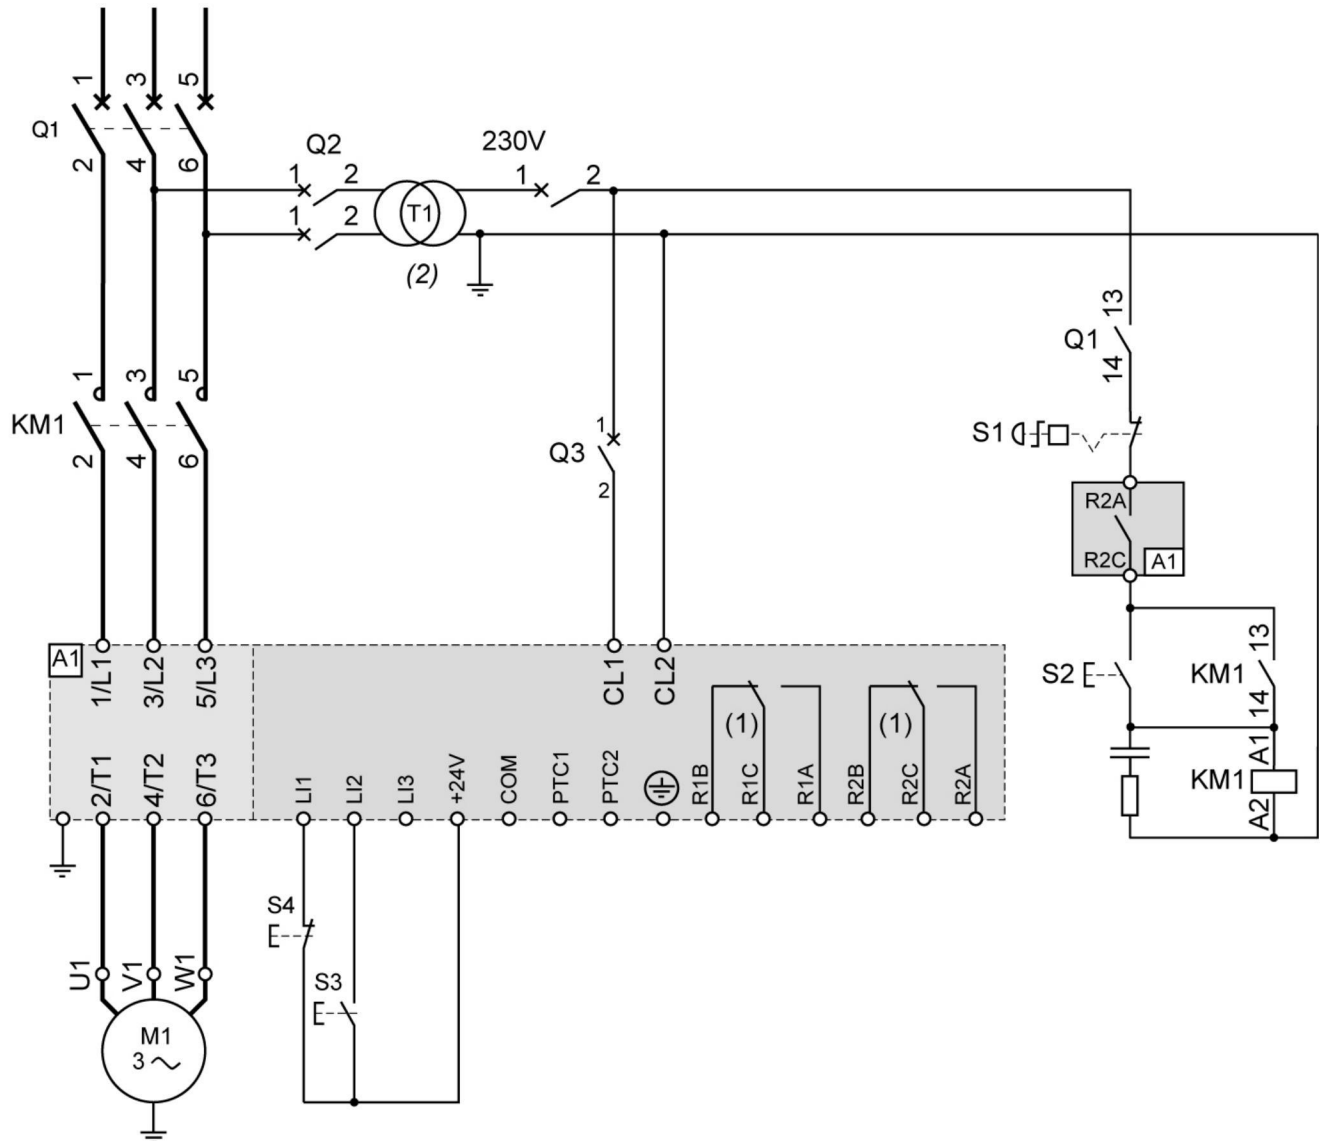 1 3 5
Q1
2 4 6
Q2
230V
1 2
1 2
1 2
T1
(2)
13
Q1
14
1 3 5
KM1
2 4 6
1
Q3
2
S1
R2A
R2C A1
13
S2 KM1
14
A1
KM1
A2
A1
1/L1 3/L2 5/L3 CL1 CL2
(1) (1)
2/T1 4/T2 6/T3 LI1 LI2 LI3 +24V COM PTC1 PTC2 R1B R1C R1A R2B R2C R2A
S4
S3
U1 V1 W1
M1
3